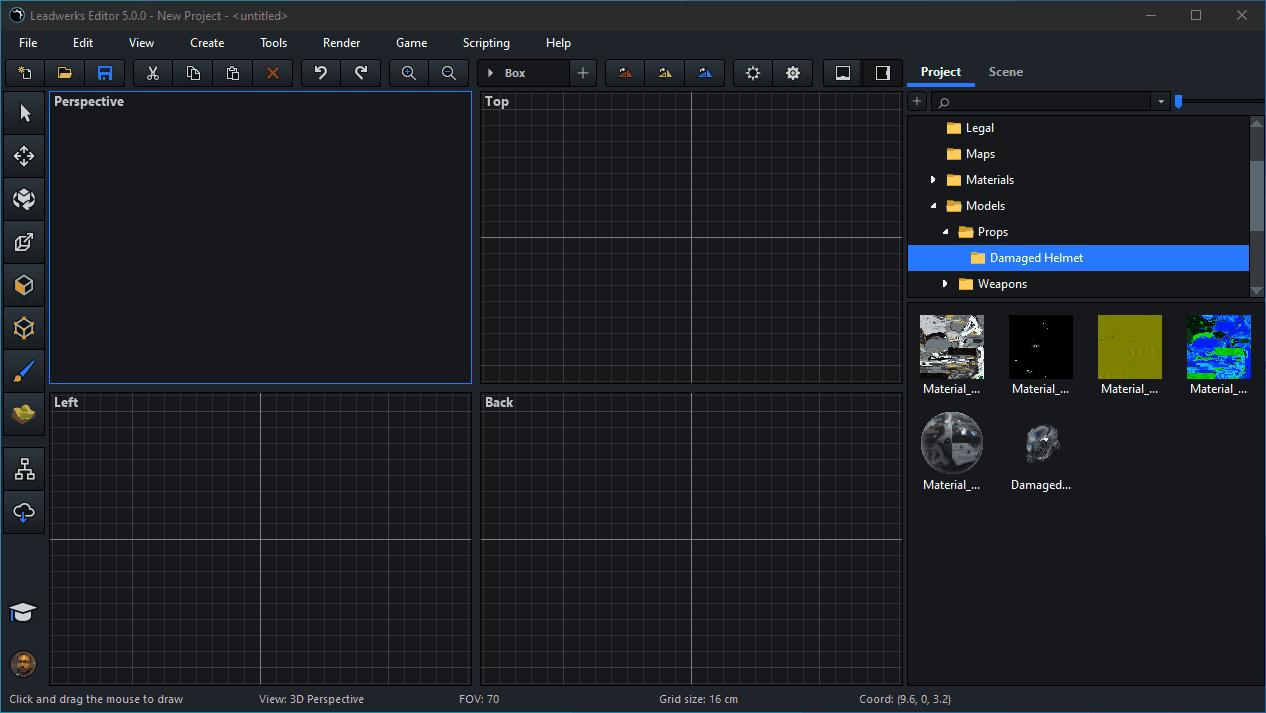 Leadwerks Editor 5.0.0 - New Project - <untitled>
File Edit View Create Tools Render Game Scripting Help
Box
Project Scene
Perspective
Top
Legal
Maps
Materials
Models
Props
Damaged Helmet
Weapons
Material_... Material_... Material_... Material_...
Left
Back
Material_... Damaged...
Click and drag the mouse to draw View: 3D Perspective FOV: 70 Grid size: 16 cm Coord: (9.6, 0, 3.2)